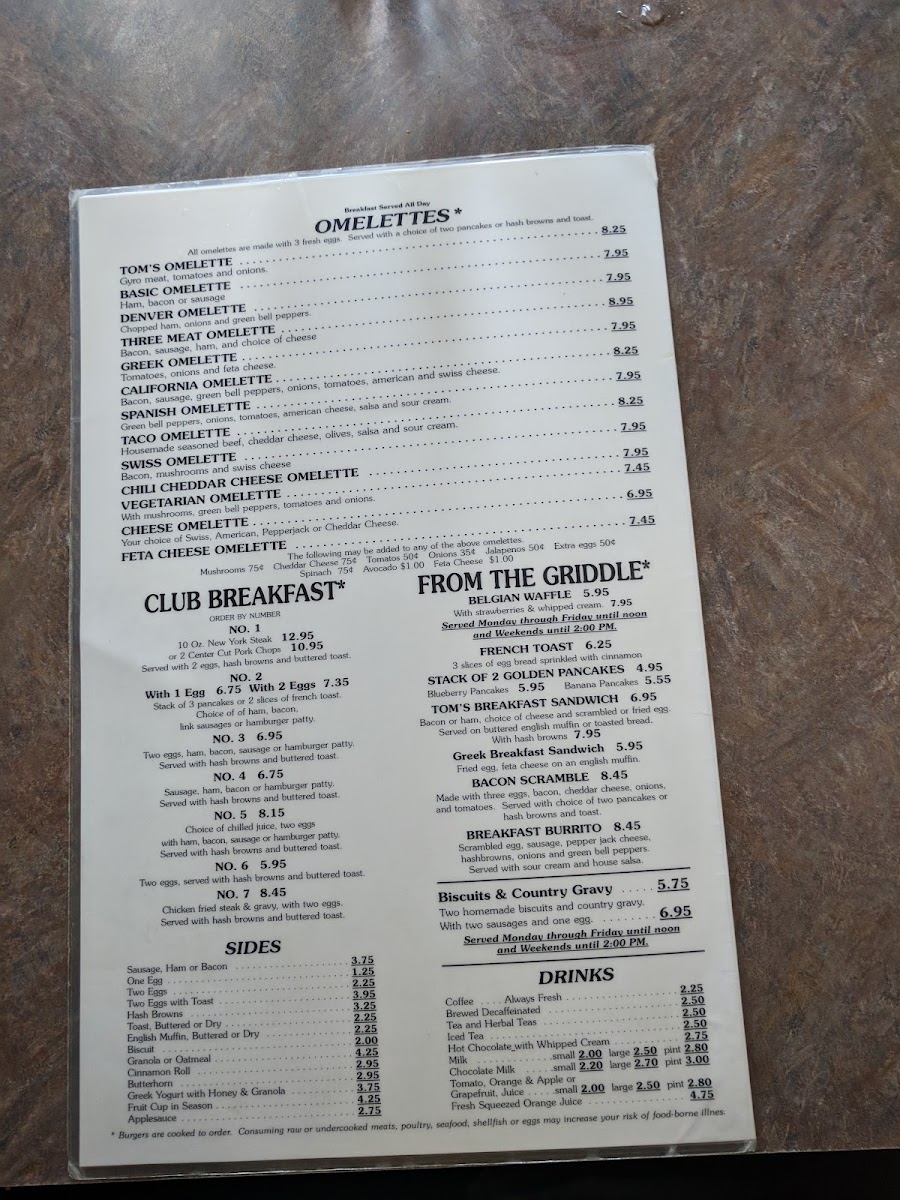 Breakfast Served All Day
OMELETTES*
All omelettes are made with 3 fresh eggs. Served with a choice of two pancakes or hash browns and toast.
TOM'S OMELETTE 8.25
Gyro meat, tomatoes and onions.
BASIC OMELETTE 7.95
Ham, bacon or sausage
DENVER OMELETTE 7.95
Chopped ham, onions and green bell peppers.
THREE MEAT OMELETTE 8.95
Bacon, sausage, ham, and choice of cheese
GREEK OMELETTE 7.95
Tomatoes, onions and feta cheese.
CALIFORNIA OMELETTE 8.25
Bacon, sausage, green bell peppers, onions, tomatoes, american and swiss cheese.
SPANISH OMELETTE 7.95
Green bell peppers, onions, tomatoes, american cheese, salsa and sour cream.
TACO OMELETTE 8.25
Housemade seasoned beef, cheddar cheese, olives, salsa and sour cream.
SWISS OMELETTE 7.95
Bacon, mushrooms and swiss cheese
CHILI CHEDDAR CHEESE OMELETTE 7.95
VEGETARIAN OMELETTE 7.45
With mushrooms, green bell peppers, tomatoes and onions.
CHEESE OMELETTE 6.95
Your choice of Swiss, American, Pepperjack or Cheddar Cheese.
FETA CHEESE OMELETTE 7.45
The following may be added to any of the above omelettes.
Mushrooms 75¢ Cheddar Cheese 75¢ Tomatos 50¢ Onions 35¢ Jalapenos 50¢ Extra eggs 50¢
Spinach 75¢ Avocado $1.00 Feta Cheese $1.00
CLUB BREAKFAST*
ORDER BY NUMBER
NO. 1
10 Oz. New York Steak 12.95
or 2 Center Cut Pork Chops 10.95
Served with 2 eggs, hash browns and buttered toast.
NO. 2
With 1 Egg 6.75 With 2 Eggs 7.35
Stack of 3 pancakes or 2 slices of french toast.
Choice of of ham, bacon,
link sausages or hamburger patty.
NO. 3 6.95
Two eggs, ham, bacon, sausage or hamburger patty.
Served with hash browns and buttered toast.
NO. 4 6.75
Sausage, ham, bacon or hamburger patty.
Served with hash browns and buttered toast.
NO. 5 8.15
Choice of chilled juice, two eggs
with ham, bacon, sausage or hamburger patty.
Served with hash browns and buttered toast.
NO. 6 5.95
Two eggs, served with hash browns and buttered toast.
NO. 7 8.45
Chicken fried steak & gravy, with two eggs.
Served with hash browns and buttered toast.
SIDES
Sausage, Ham or Bacon 3.75
One Egg 1.25
Two Eggs 2.25
Two Eggs with Toast 3.95
Hash Browns 3.25
Toast, Buttered or Dry 2.25
English Muffin, Buttered or Dry 2.25
Biscuit 2.00
Granola or Oatmeal 4.25
Cinnamon Roll 2.95
Butterhorn 2.95
Greek Yogurt with Honey & Granola 3.75
Fruit Cup in Season 4.25
Applesauce 2.75
FROM THE GRIDDLE*
BELGIAN WAFFLE 5.95
With strawberries & whipped cream. 7.95
Served Monday through Friday until noon
and Weekends until 2:00 PM.
FRENCH TOAST 6.25
3 slices of egg bread sprinkled with cinnamon
STACK OF 2 GOLDEN PANCAKES 4.95
Blueberry Pancakes 5.95 Banana Pancakes 5.55
TOM'S BREAKFAST SANDWICH 6.95
Bacon or ham, choice of cheese and scrambled or fried egg.
Served on buttered english muffin or toasted bread.
With hash browns 7.95
Greek Breakfast Sandwich 5.95
Fried egg, feta cheese on an english muffin.
BACON SCRAMBLE 8.45
Made with three eggs, bacon, cheddar cheese, onions,
and tomatoes. Served with choice of two pancakes or
hash browns and toast.
BREAKFAST BURRITO 8.45
Scrambled egg, sausage, pepper jack cheese,
hashbrowns, onions and green bell peppers.
Served with sour cream and house salsa.
Biscuits & Country Gravy 5.75
Two homemade biscuits and country gravy.
With two sausages and one egg. 6.95
Served Monday through Friday until noon
and Weekends until 2:00 PM.
DRINKS
Coffee .... Always Fresh 2.25
Brewed Decaffeinated 2.50
Tea and Herbal Teas 2.50
Iced Tea 2.50
Hot Chocolate with Whipped Cream 2.75
Milk small 2.00 large 2.50 pint 2.80
Chocolate Milk small 2.20 large 2.70 pint 3.00
Tomato, Orange & Apple or
Grapefruit, Juice small 2.00 large 2.50 pint 2.80
Fresh Squeezed Orange Juice 4.75
* Burgers are cooked to order. Consuming raw or undercooked meats, poultry, seafood, shellfish or eggs may increase your risk of food-borne illnes.